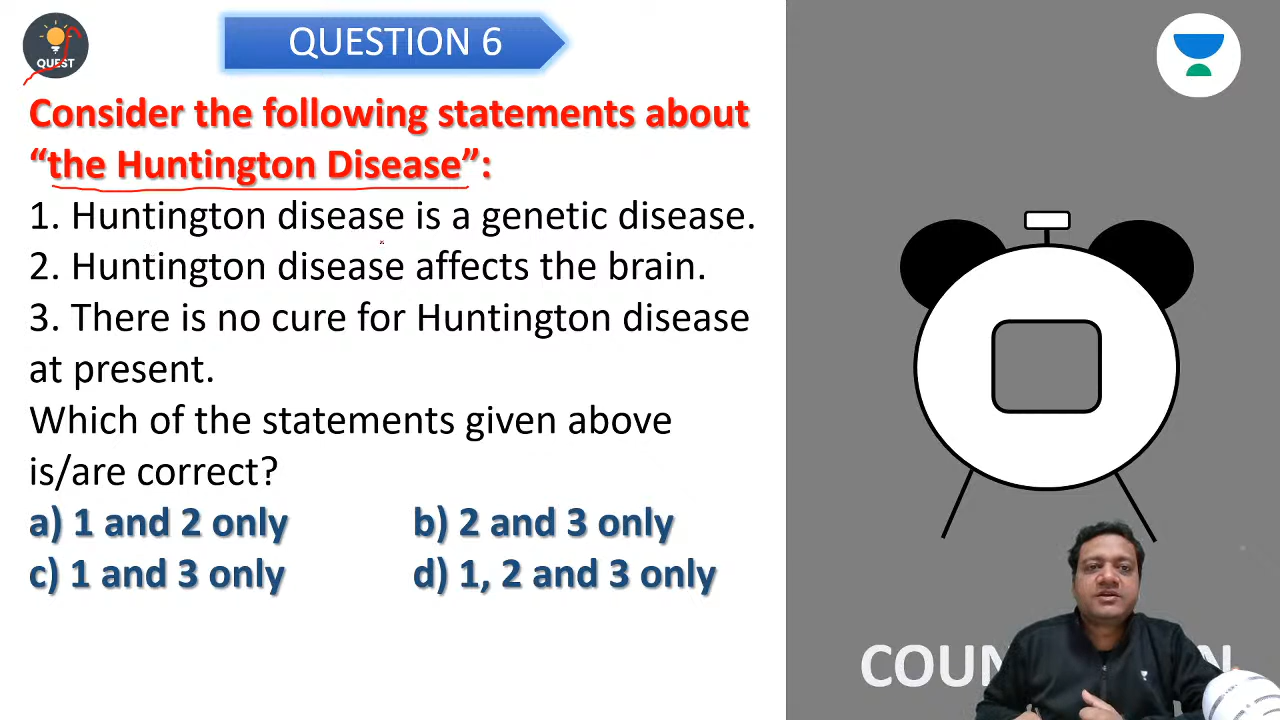 QUEST
QUESTION 6
Consider the following statements about
“the Huntington Disease”:
1. Huntington disease is a genetic disease.
2. Huntington disease affects the brain.
3. There is no cure for Huntington disease
at present.
Which of the statements given above
is/are correct?
a) 1 and 2 only
b) 2 and 3 only
c) 1 and 3 only
d) 1, 2 and 3 only